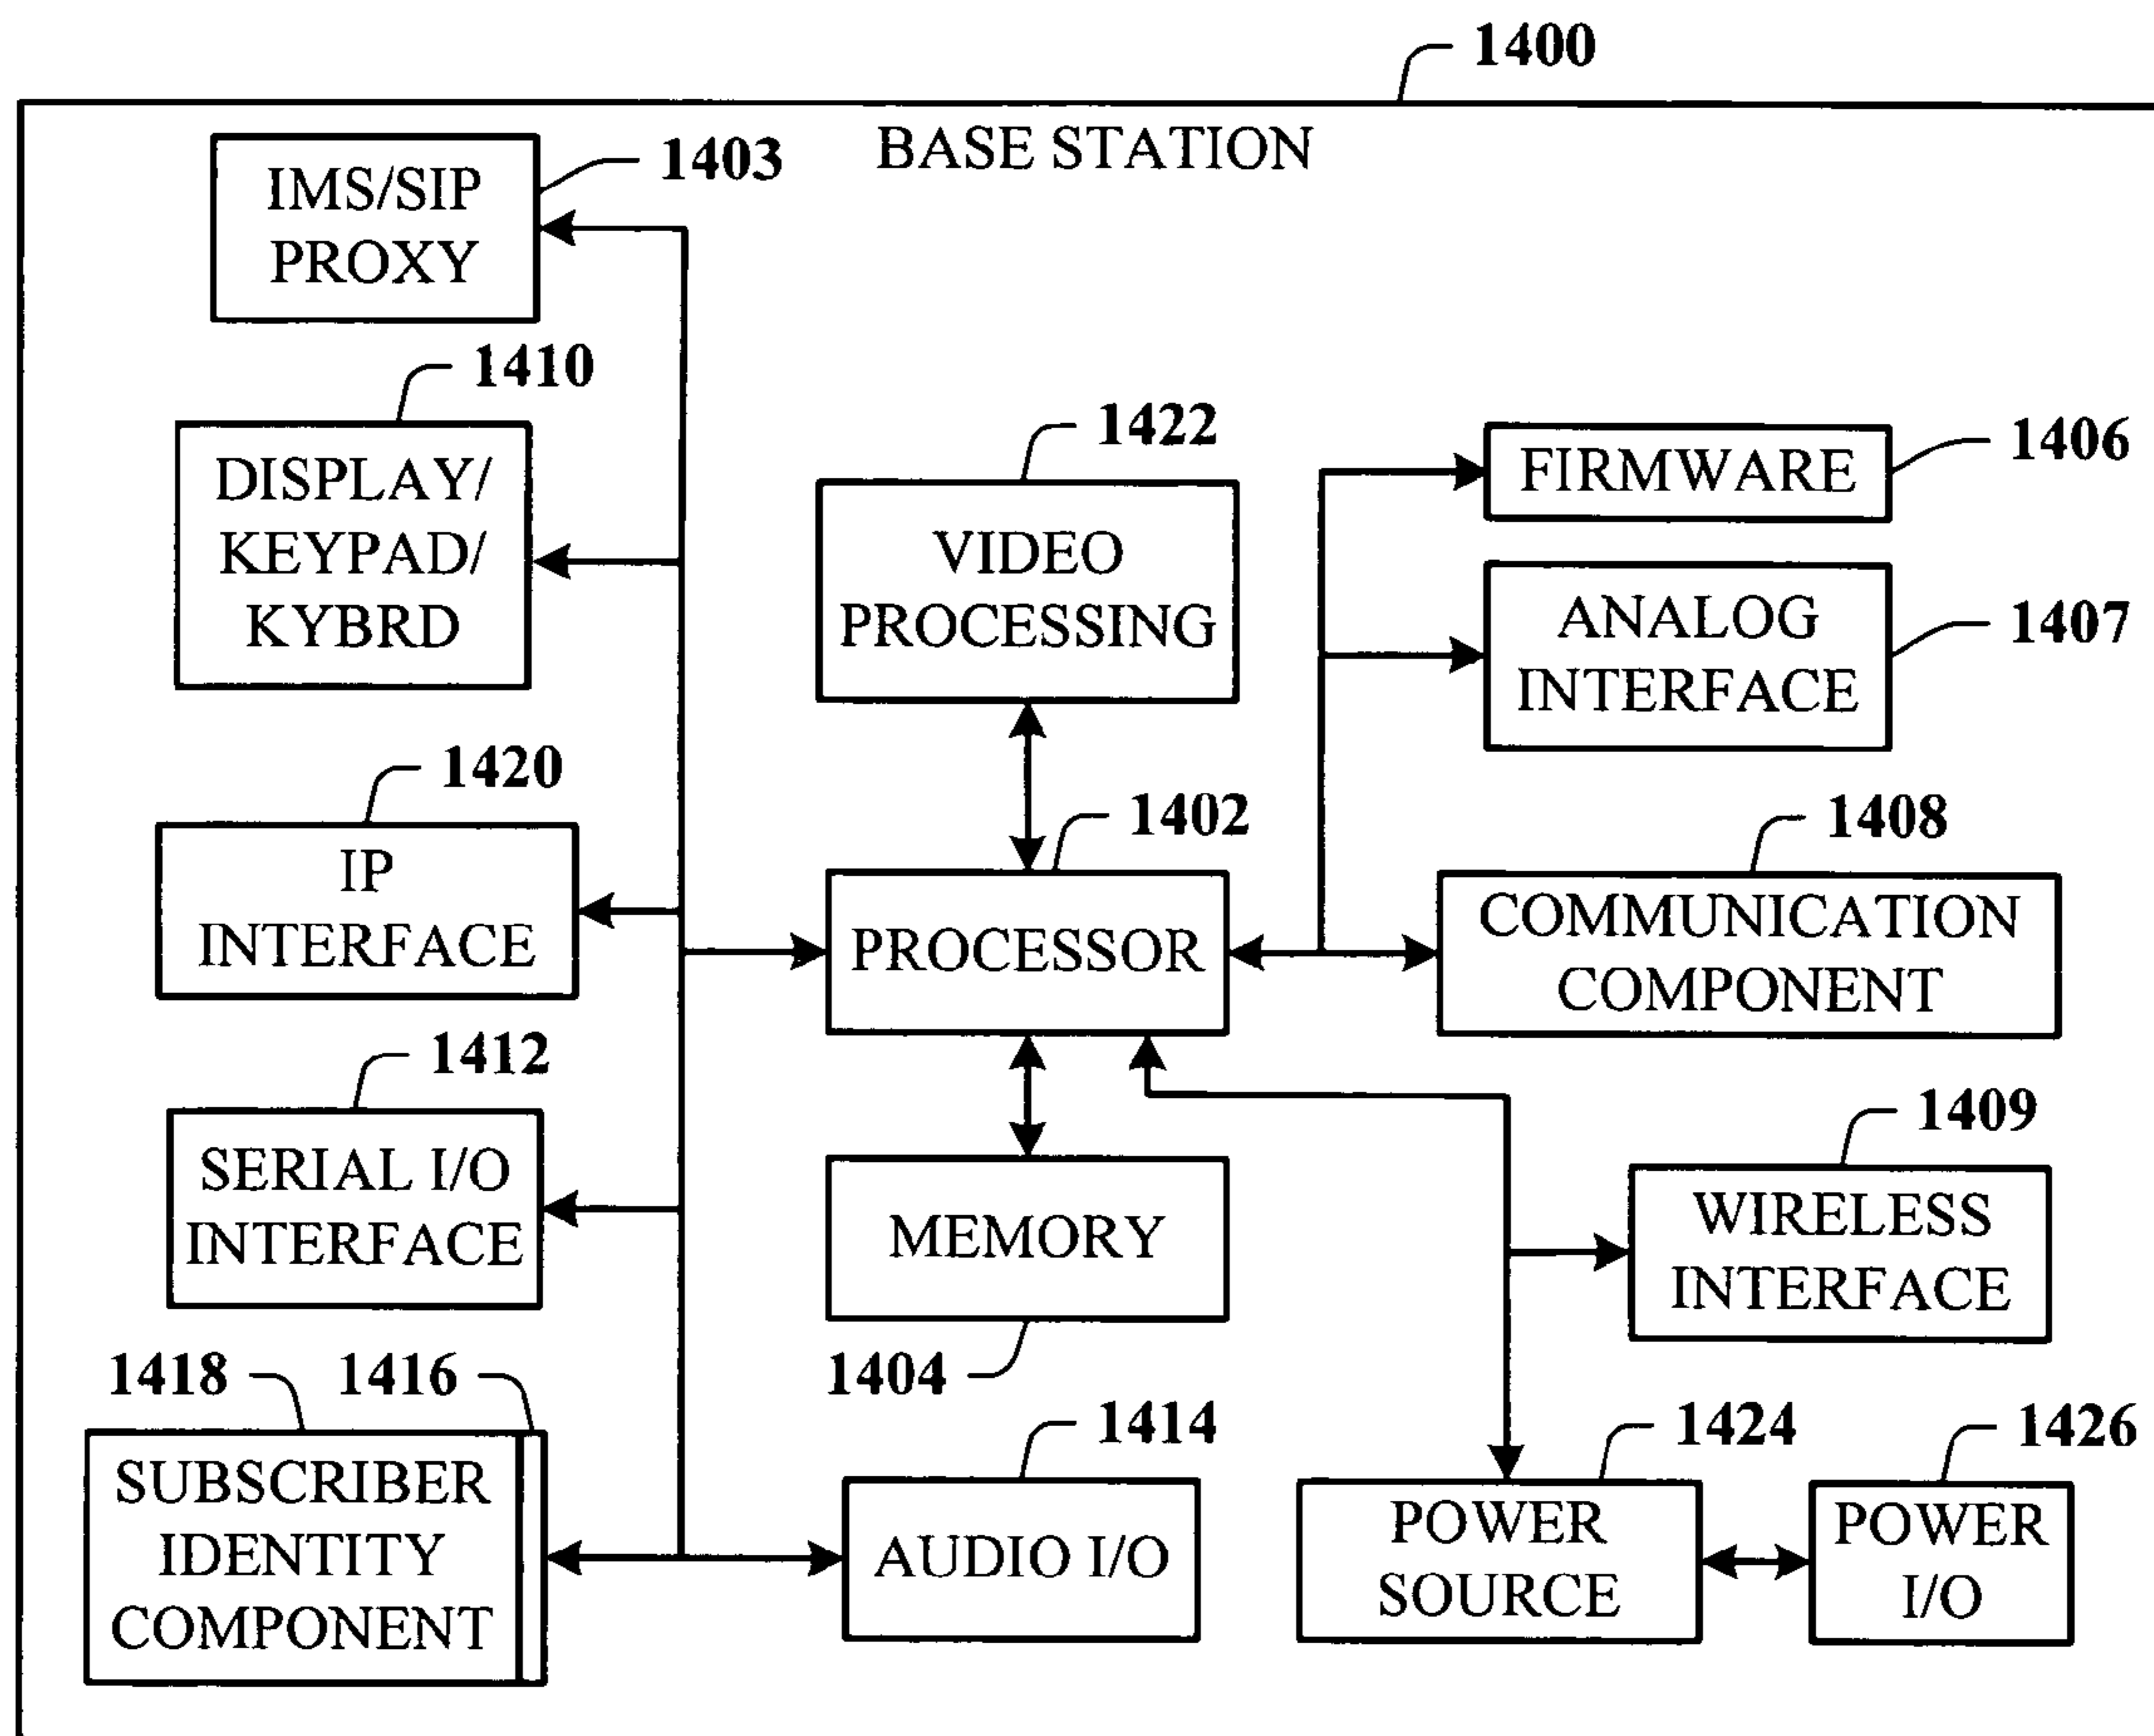 1400
BASE STATION
IMS/SIP
PROXY
1403
1410
DISPLAY/
KEYPAD/
KYBRD
1422
VIDEO
PROCESSING
FIRMWARE
1406
ANALOG
INTERFACE
1407
1420
IP
INTERFACE
1402
PROCESSOR
1408
COMMUNICATION
COMPONENT
1412
SERIAL I/O
INTERFACE
MEMORY
1404
1409
WIRELESS
INTERFACE
1418
1416
SUBSCRIBER
IDENTITY
COMPONENT
1414
AUDIO I/O
1424
POWER
SOURCE
1426
POWER
I/O